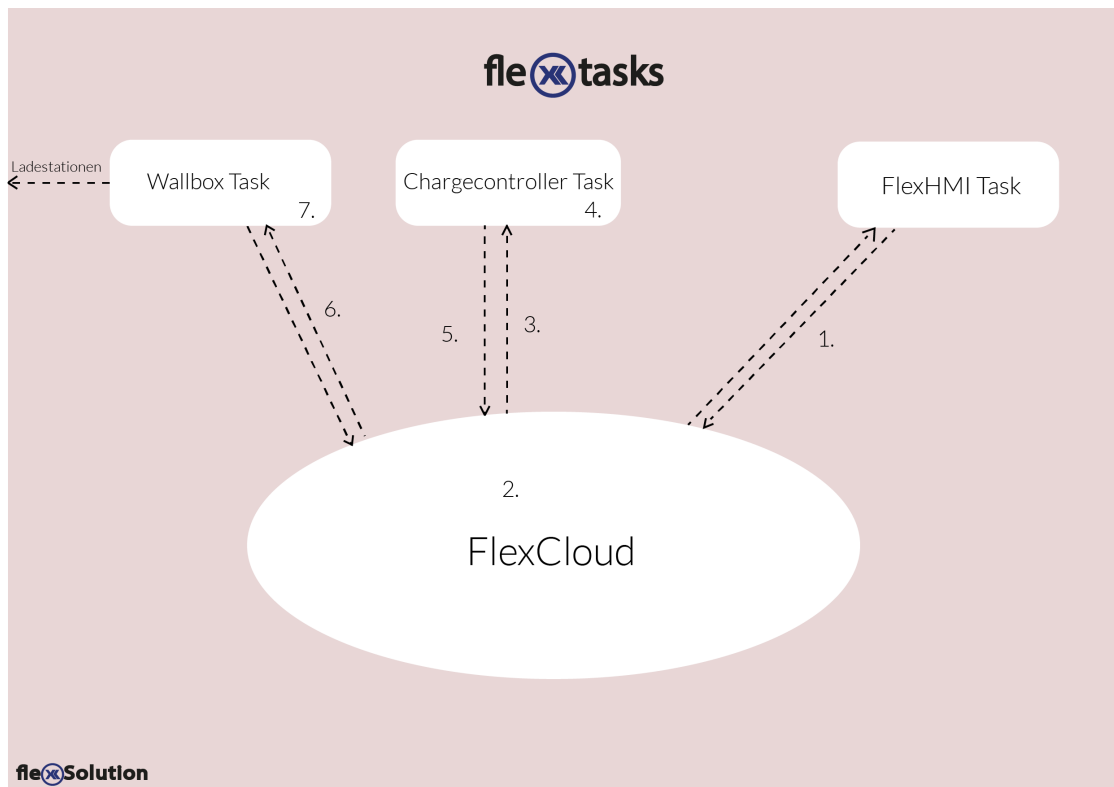 flextasks
Ladestationen
Wallbox Task
7.
Chargecontroller Task
4.
FlexHMI Task
6.
5.
3.
1.
2.
FlexCloud
flexSolution